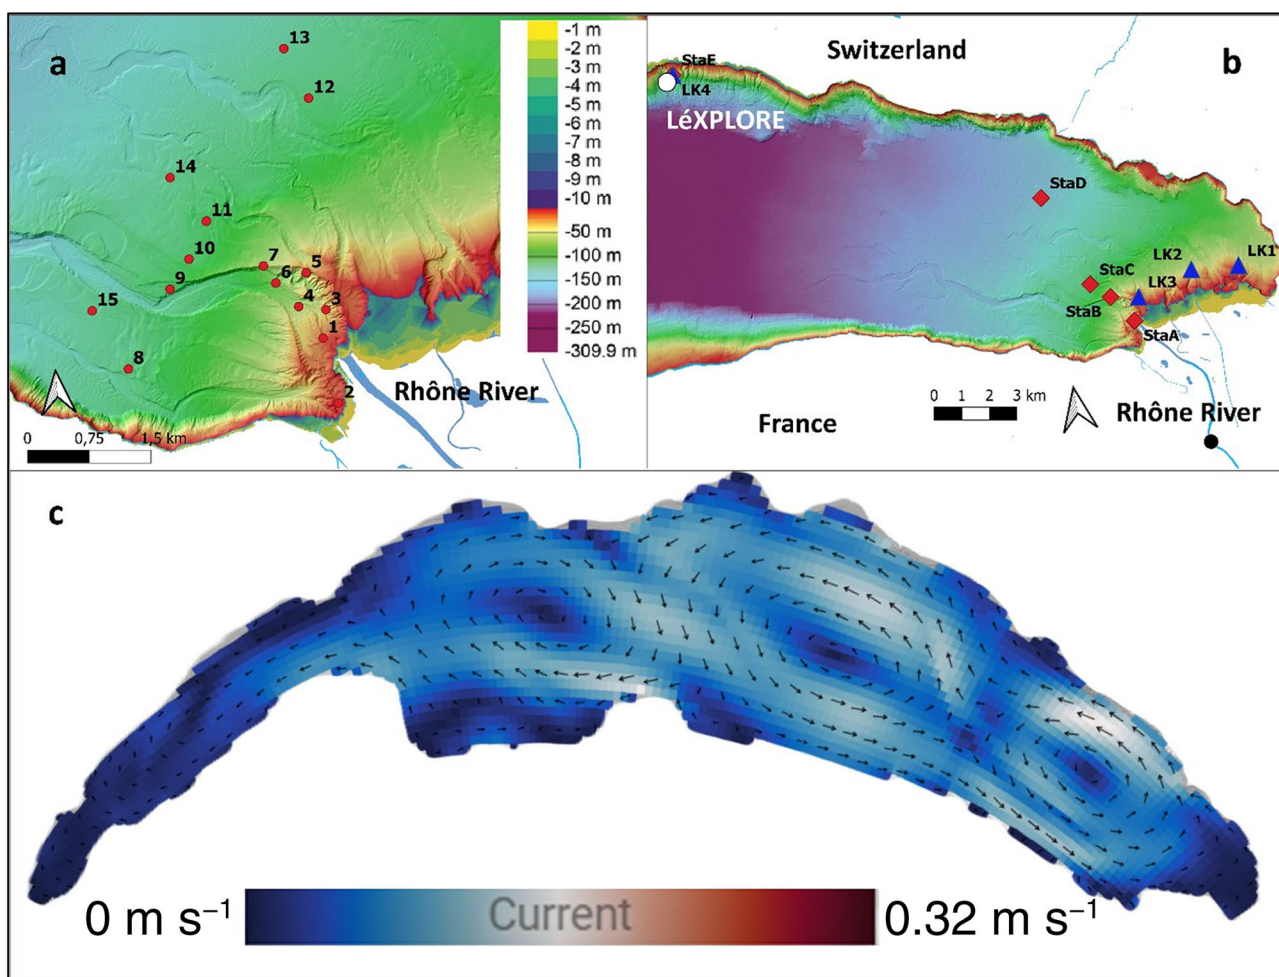 a
13
12
14
11
10
7
5
6
9
4
3
15
1
8
2
Rhône River
0
0,75
1,5 km
-1 m
-2 m
-3 m
-4 m
-5 m
-6 m
-7 m
-8 m
-9 m
-10 m
-50 m
-100 m
-150 m
-200 m
-250 m
-309.9 m
Switzerland
b
StaE
LK4
LéXPLORE
StaD
LK2
LK1
StaC
LK3
StaB
StaA
0 1 2 3 km
Rhône River
France
c
0 m s⁻¹
Current
0.32 m s⁻¹